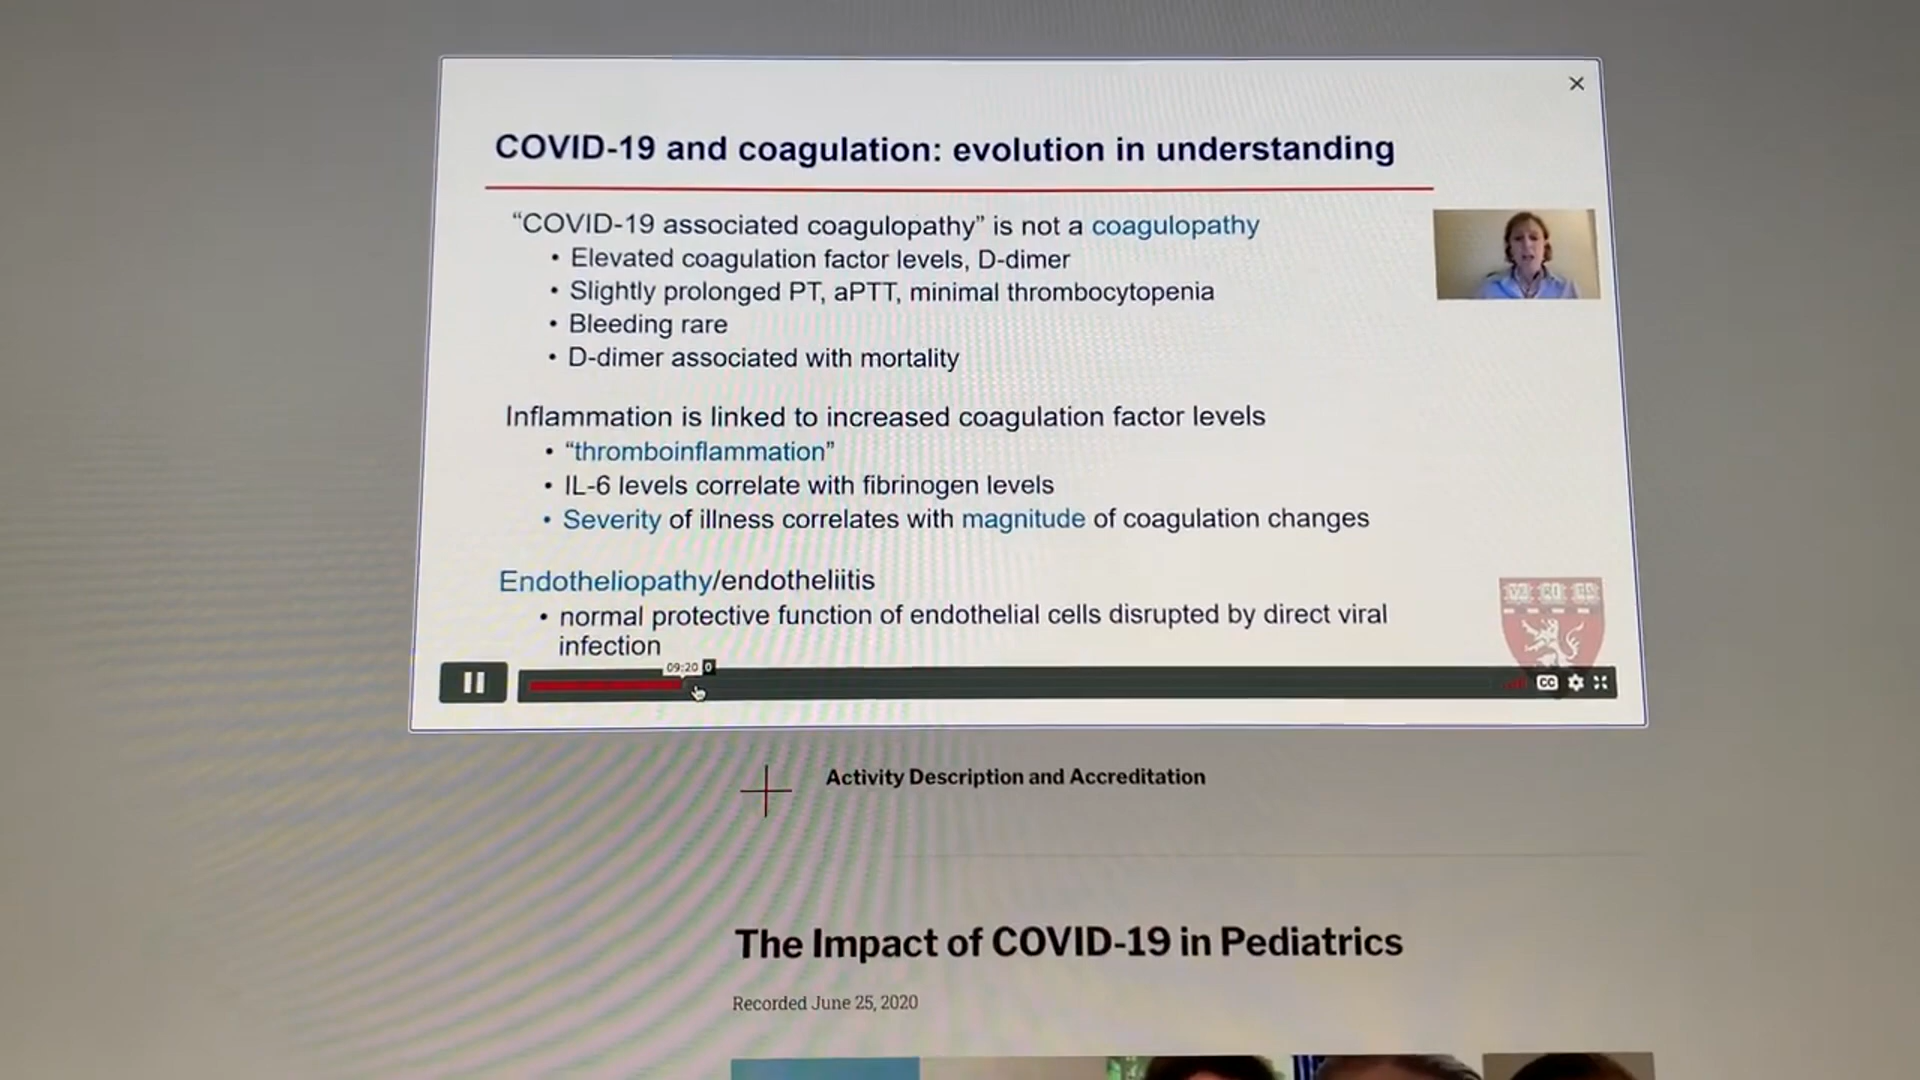 COVID-19 and coagulation: evolution in understanding
“COVID-19 associated coagulopathy” is not a coagulopathy
• Elevated coagulation factor levels, D-dimer
• Slightly prolonged PT, aPTT, minimal thrombocytopenia
• Bleeding rare
• D-dimer associated with mortality
Inflammation is linked to increased coagulation factor levels
• “thromboinflammation”
• IL-6 levels correlate with fibrinogen levels
• Severity of illness correlates with magnitude of coagulation changes
Endotheliopathy/endotheliitis
• normal protective function of endothelial cells disrupted by direct viral
infection
VE RI TAS
09:20
CC
Activity Description and Accreditation
The Impact of COVID-19 in Pediatrics
Recorded June 25, 2020